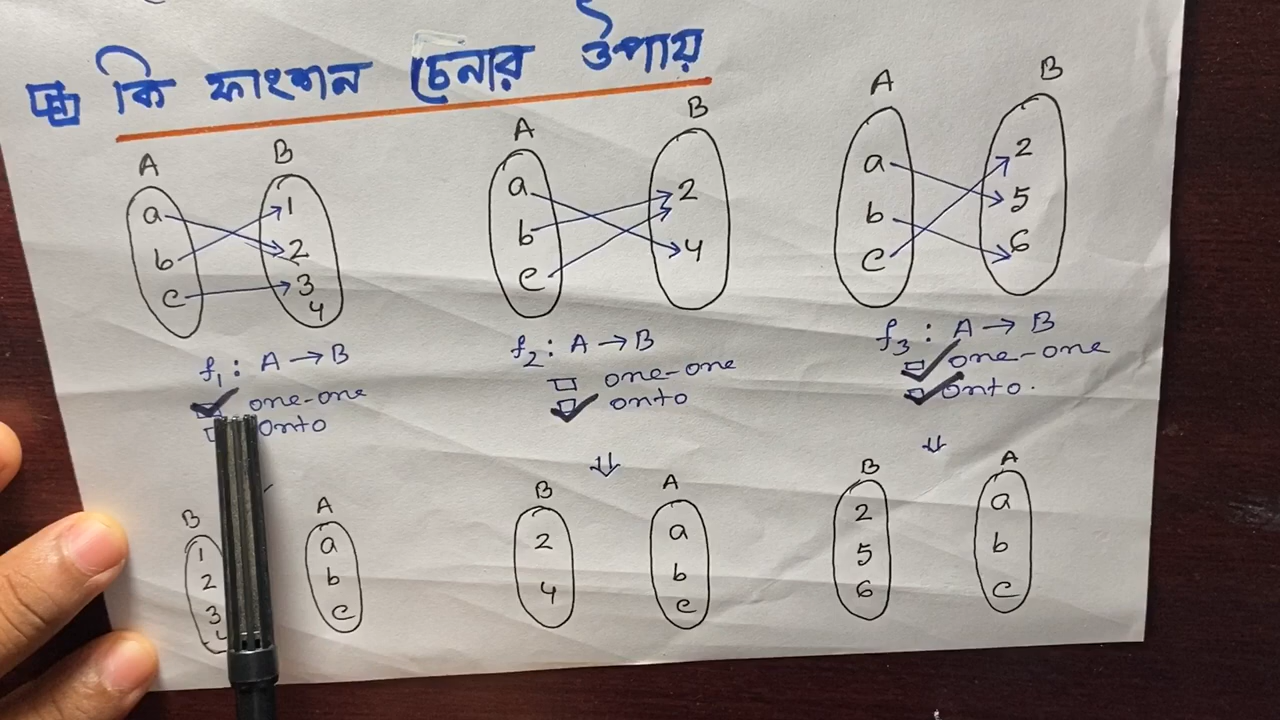 কি ফাংশন চেনার উপায়
A B
a 1
b 2
c 3
4
f₁ : A → B
one-one
onto
A B
a 2
b 4
c
f₂ : A → B
one-one
onto
A B
a 2
b 5
c 6
f₃ : A → B
one-one
onto.
B A
1 a
2 b
3 c
4
⇓
B A
2 a
4 b
c
⇓
B A
2 a
5 b
6 c